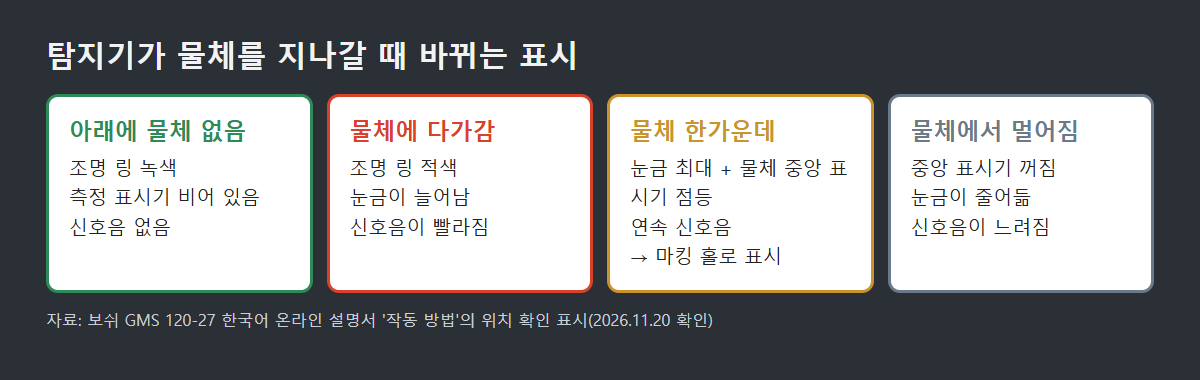 탐지기가 물체를 지나갈 때 바뀌는 표시
아래에 물체 없음
조명 링 녹색
측정 표시기 비어 있음
신호음 없음
물체에 다가감
조명 링 적색
눈금이 늘어남
신호음이 빨라짐
물체 한가운데
눈금 최대 + 물체 중앙 표
시기 점등
연속 신호음
→ 마킹 홀로 표시
물체에서 멀어짐
중앙 표시기 꺼짐
눈금이 줄어듦
신호음이 느려짐
자료: 보쉬 GMS 120-27 한국어 온라인 설명서 '작동 방법'의 위치 확인 표시(2026.11.20 확인)